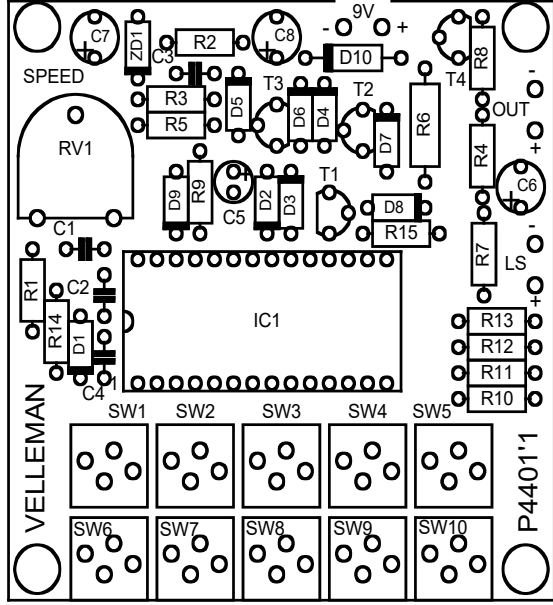 9V
- +
C7
ZD1
C3
R2
C8
D10
T4
R8
SPEED
R3
D5
T3
D6
D4
T2
D7
R6
-
+
OUT
R5
RV1
R4
D9
R9
C5
D2
D3
T1
D8
C6
R15
C1
R7
-
LS
+
R1
C2
R14
D1
C4
IC1
R13
R12
R11
R10
SW1 SW2 SW3 SW4 SW5
VELLEMAN
P4401'1
SW6 SW7 SW8 SW9 SW10